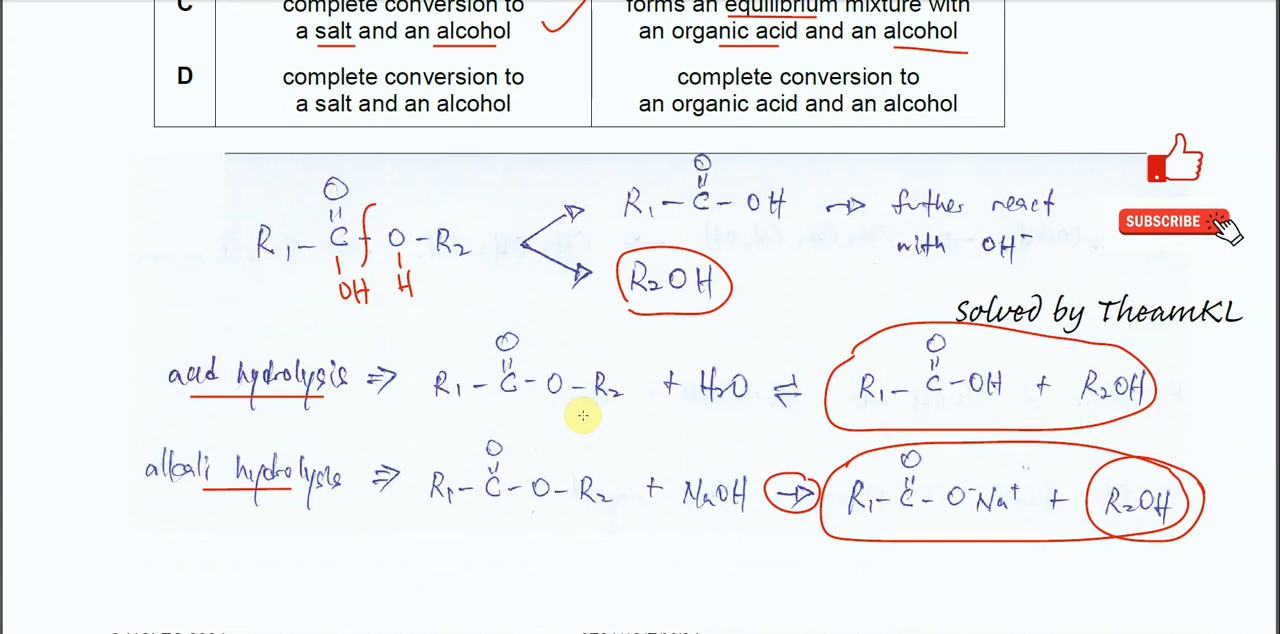 C complete conversion to forms an equilibrium mixture with
a salt and an alcohol ✓ an organic acid and an alcohol
D complete conversion to complete conversion to
a salt and an alcohol an organic acid and an alcohol
O O
R₁ – C – O – R₂ R₁ – C – OH → futher react
OH H with OH⁻
R₂OH
SUBSCRIBE
Solved by TheamKL
O O
acid hydrolysis ⇒ R₁ – C – O – R₂ + H₂O ⇌ R₁ – C – OH + R₂OH
O O
alkali hydrolysis ⇒ R₁ – C – O – R₂ + NaOH → R₁ – C – O⁻Na⁺ + R₂OH